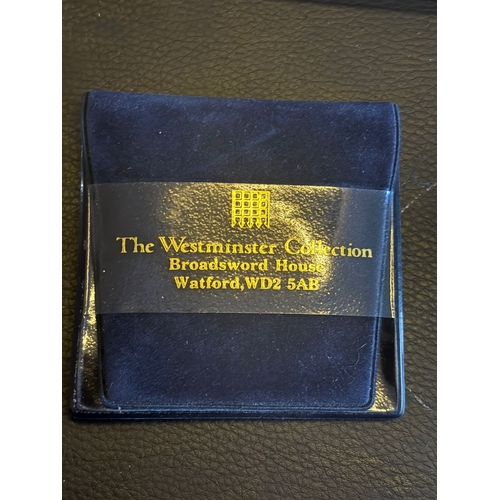 The Westminster Collection
Broadsword House
Watford,WD2 5AB